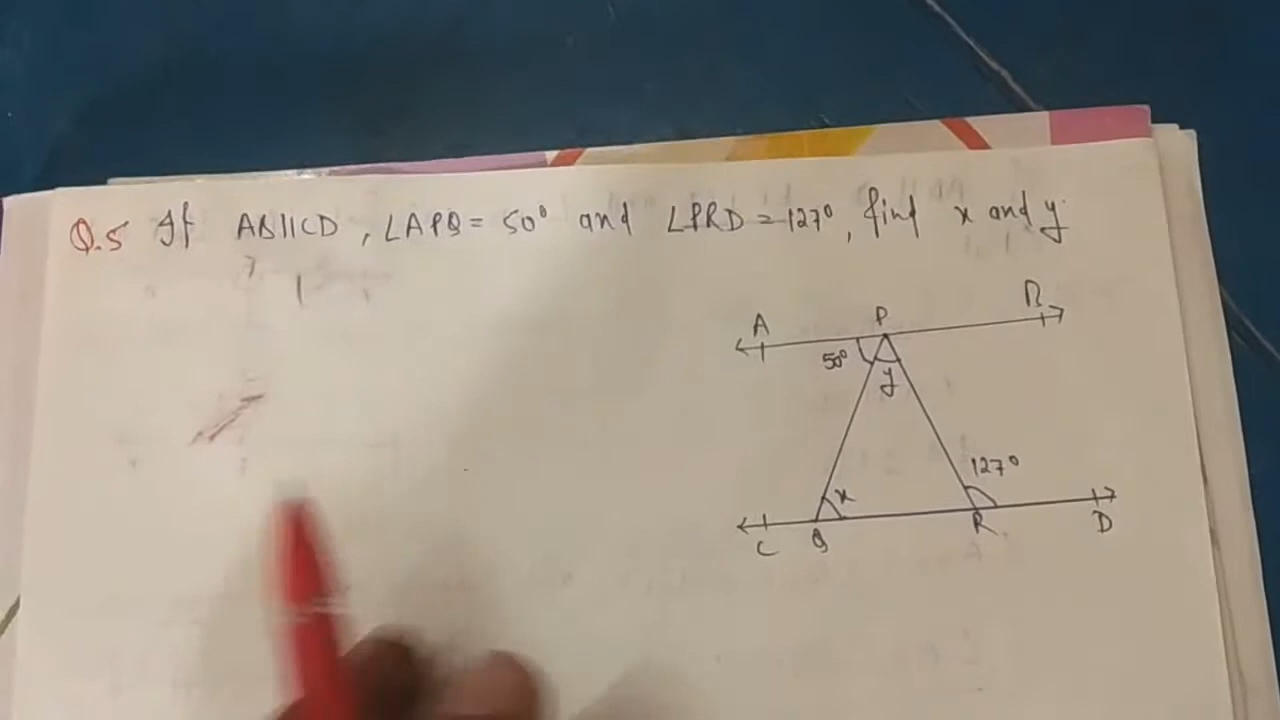 Q.5 If AB||CD, ∠APQ = 50° and ∠PRD = 127°, find x and y.
A P B
50° y
x 127°
C Q R D